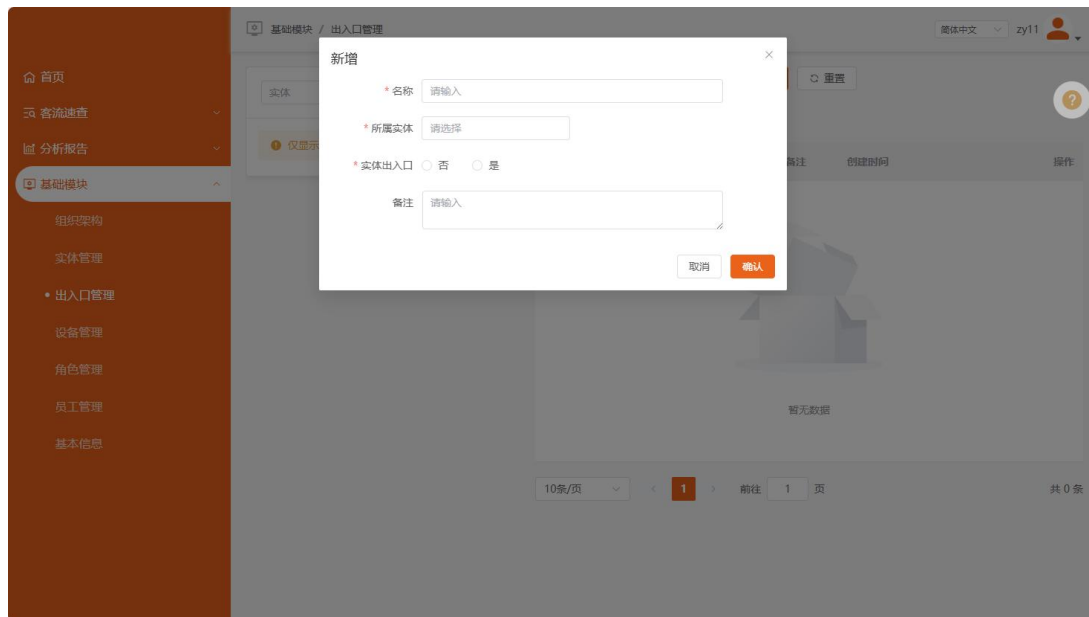 基础模块 / 出入口管理
简体中文
zy11
首页
客流速查
分析报告
基础模块
组织架构
实体管理
出入口管理
设备管理
角色管理
员工管理
基本信息
实体
仅显示
重置
备注 创建时间 操作
新增
* 名称 请输入
* 所属实体 请选择
* 实体出入口 否 是
备注 请输入
取消 确认
暂无数据
10条/页 < 1 > 前往 1 页
共 0 条